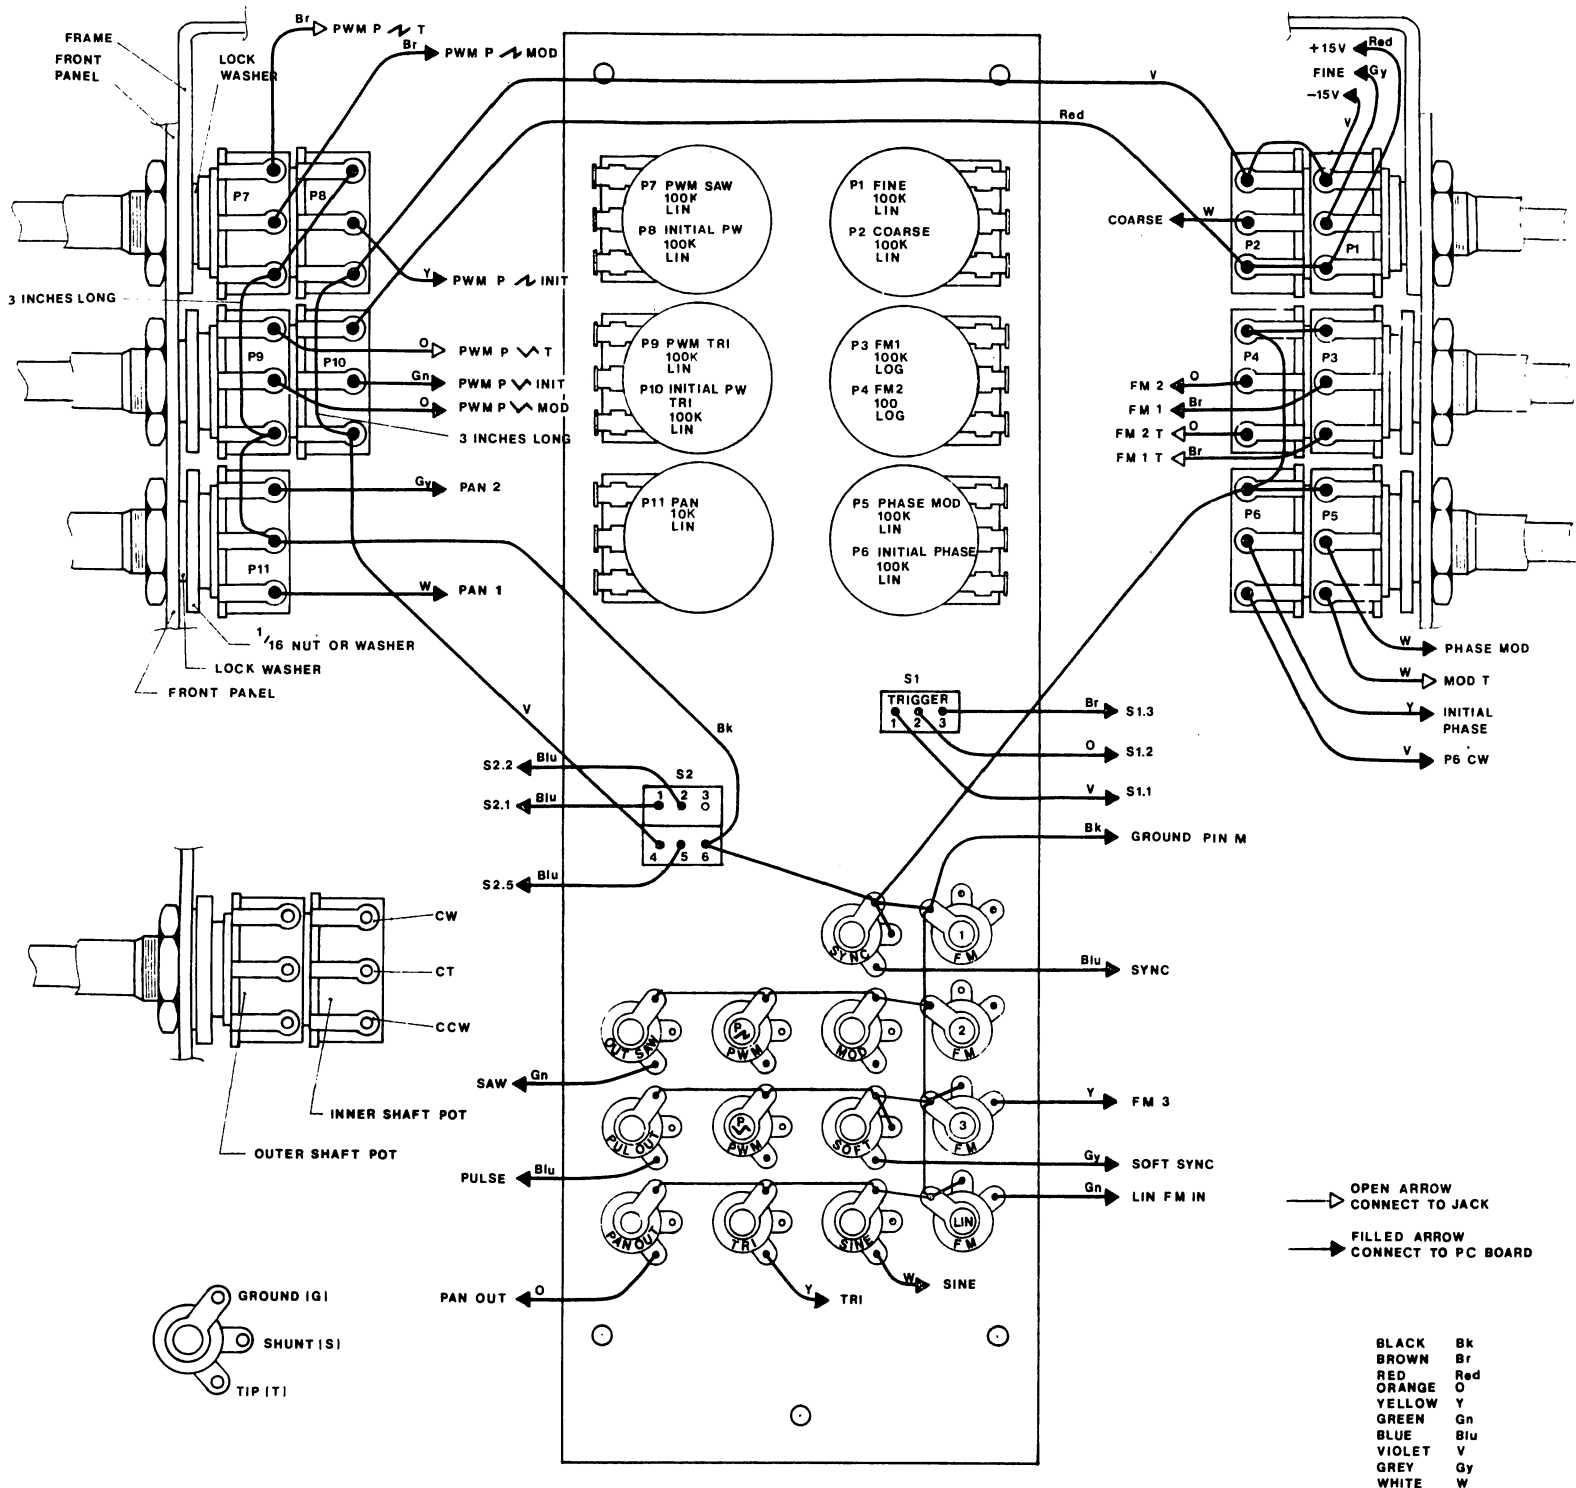 FRAME
FRONT
PANEL
LOCK
WASHER
Br
PWM P T
Br
PWM P MOD
V
Red
+15V
Red
FINE
Gy
-15V
V
P7
P8
P7 PWM SAW
100K
LIN
P8 INITIAL PW
100K
LIN
P1 FINE
100K
LIN
P2 COARSE
100K
LIN
COARSE
W
P2
P1
3 INCHES LONG
Y
PWM P INIT
P9
P10
O
PWM P T
Gn
PWM P INIT
O
PWM P MOD
3 INCHES LONG
P9 PWM TRI
100K
LIN
P10 INITIAL PW
TRI
100K
LIN
P3 FM1
100K
LOG
P4 FM2
100
LOG
P4
P3
FM 2
O
FM 1
Br
FM 2 T
O
FM 1 T
Br
Gy
PAN 2
P11
W
PAN 1
P11 PAN
10K
LIN
P5 PHASE MOD
100K
LIN
P6 INITIAL PHASE
100K
LIN
P6
P5
1/16 NUT OR WASHER
LOCK WASHER
FRONT PANEL
W
PHASE MOD
W
MOD T
Y
INITIAL
PHASE
V
P6 CW
V
Bk
S1
TRIGGER
1 2 3
Br
S1.3
O
S1.2
V
S1.1
S2.2
Blu
S2
S2.1
Blu
1 2 3
4 5 6
S2.5
Blu
Bk
GROUND PIN M
CW
CT
CCW
INNER SHAFT POT
OUTER SHAFT POT
SYNC
1
FM
Blu
SYNC
OUT SAW
P
PWM
MOD
2
FM
SAW
Gn
PUL OUT
P
PWM
SOFT
3
FM
Y
FM 3
PULSE
Blu
Gy
SOFT SYNC
PAN OUT
TRI
SINE
LIN
FM
Gn
LIN FM IN
OPEN ARROW
CONNECT TO JACK
FILLED ARROW
CONNECT TO PC BOARD
PAN OUT
O
Y
TRI
W
SINE
GROUND (G)
SHUNT (S)
TIP (T)
BLACK Bk
BROWN Br
RED Red
ORANGE O
YELLOW Y
GREEN Gn
BLUE Blu
VIOLET V
GREY Gy
WHITE W